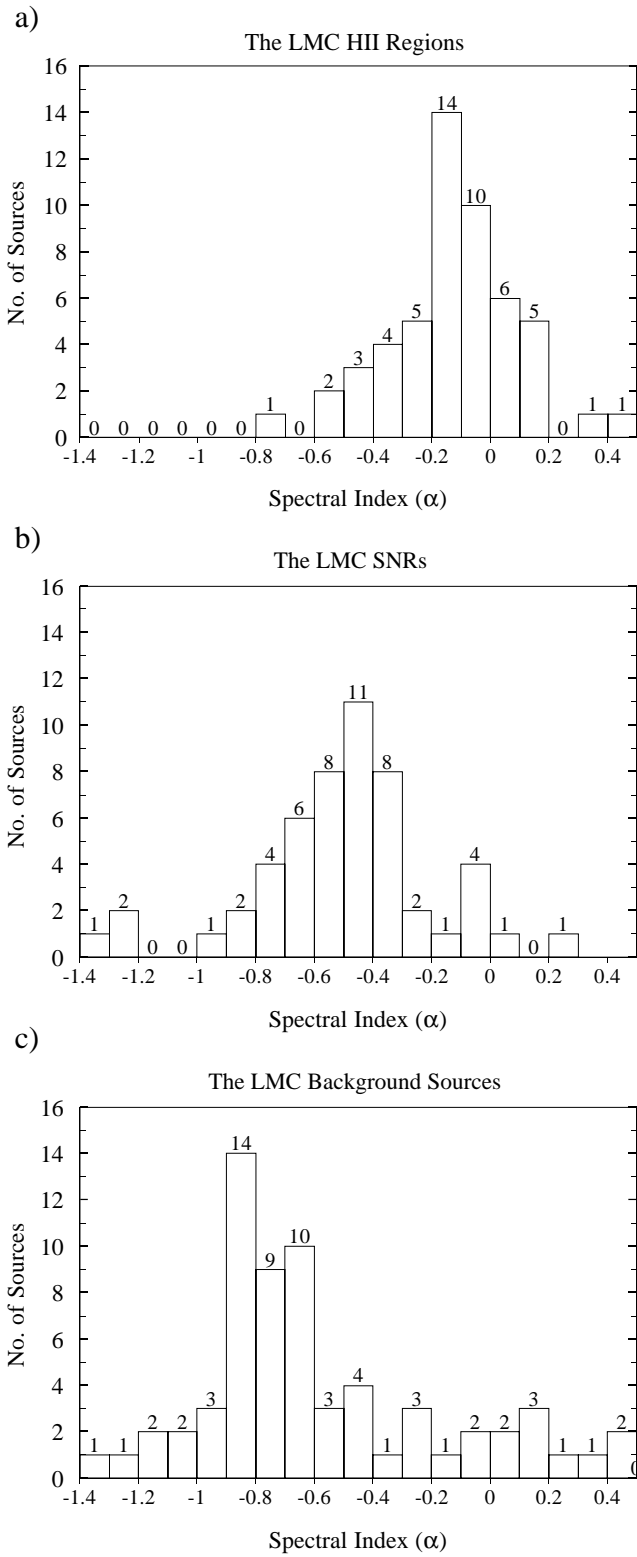 a)
The LMC HII Regions
16
14
12
10
8
6
4
2
0
No. of Sources
0 0 0 0 0 0 1 0 2 3 4 5 14 10 6 5 0 1 1
-1.4 -1.2 -1 -0.8 -0.6 -0.4 -0.2 0 0.2 0.4
Spectral Index (α)
b)
The LMC SNRs
16
14
12
10
8
6
4
2
0
No. of Sources
1 2 0 0 1 2 4 6 8 11 8 2 1 4 1 0 1
-1.4 -1.2 -1 -0.8 -0.6 -0.4 -0.2 0 0.2 0.4
Spectral Index (α)
c)
The LMC Background Sources
16
14
12
10
8
6
4
2
0
No. of Sources
1 1 2 2 3 14 9 10 3 4 1 3 1 2 2 3 1 1 2 0
-1.4 -1.2 -1 -0.8 -0.6 -0.4 -0.2 0 0.2 0.4
Spectral Index (α)